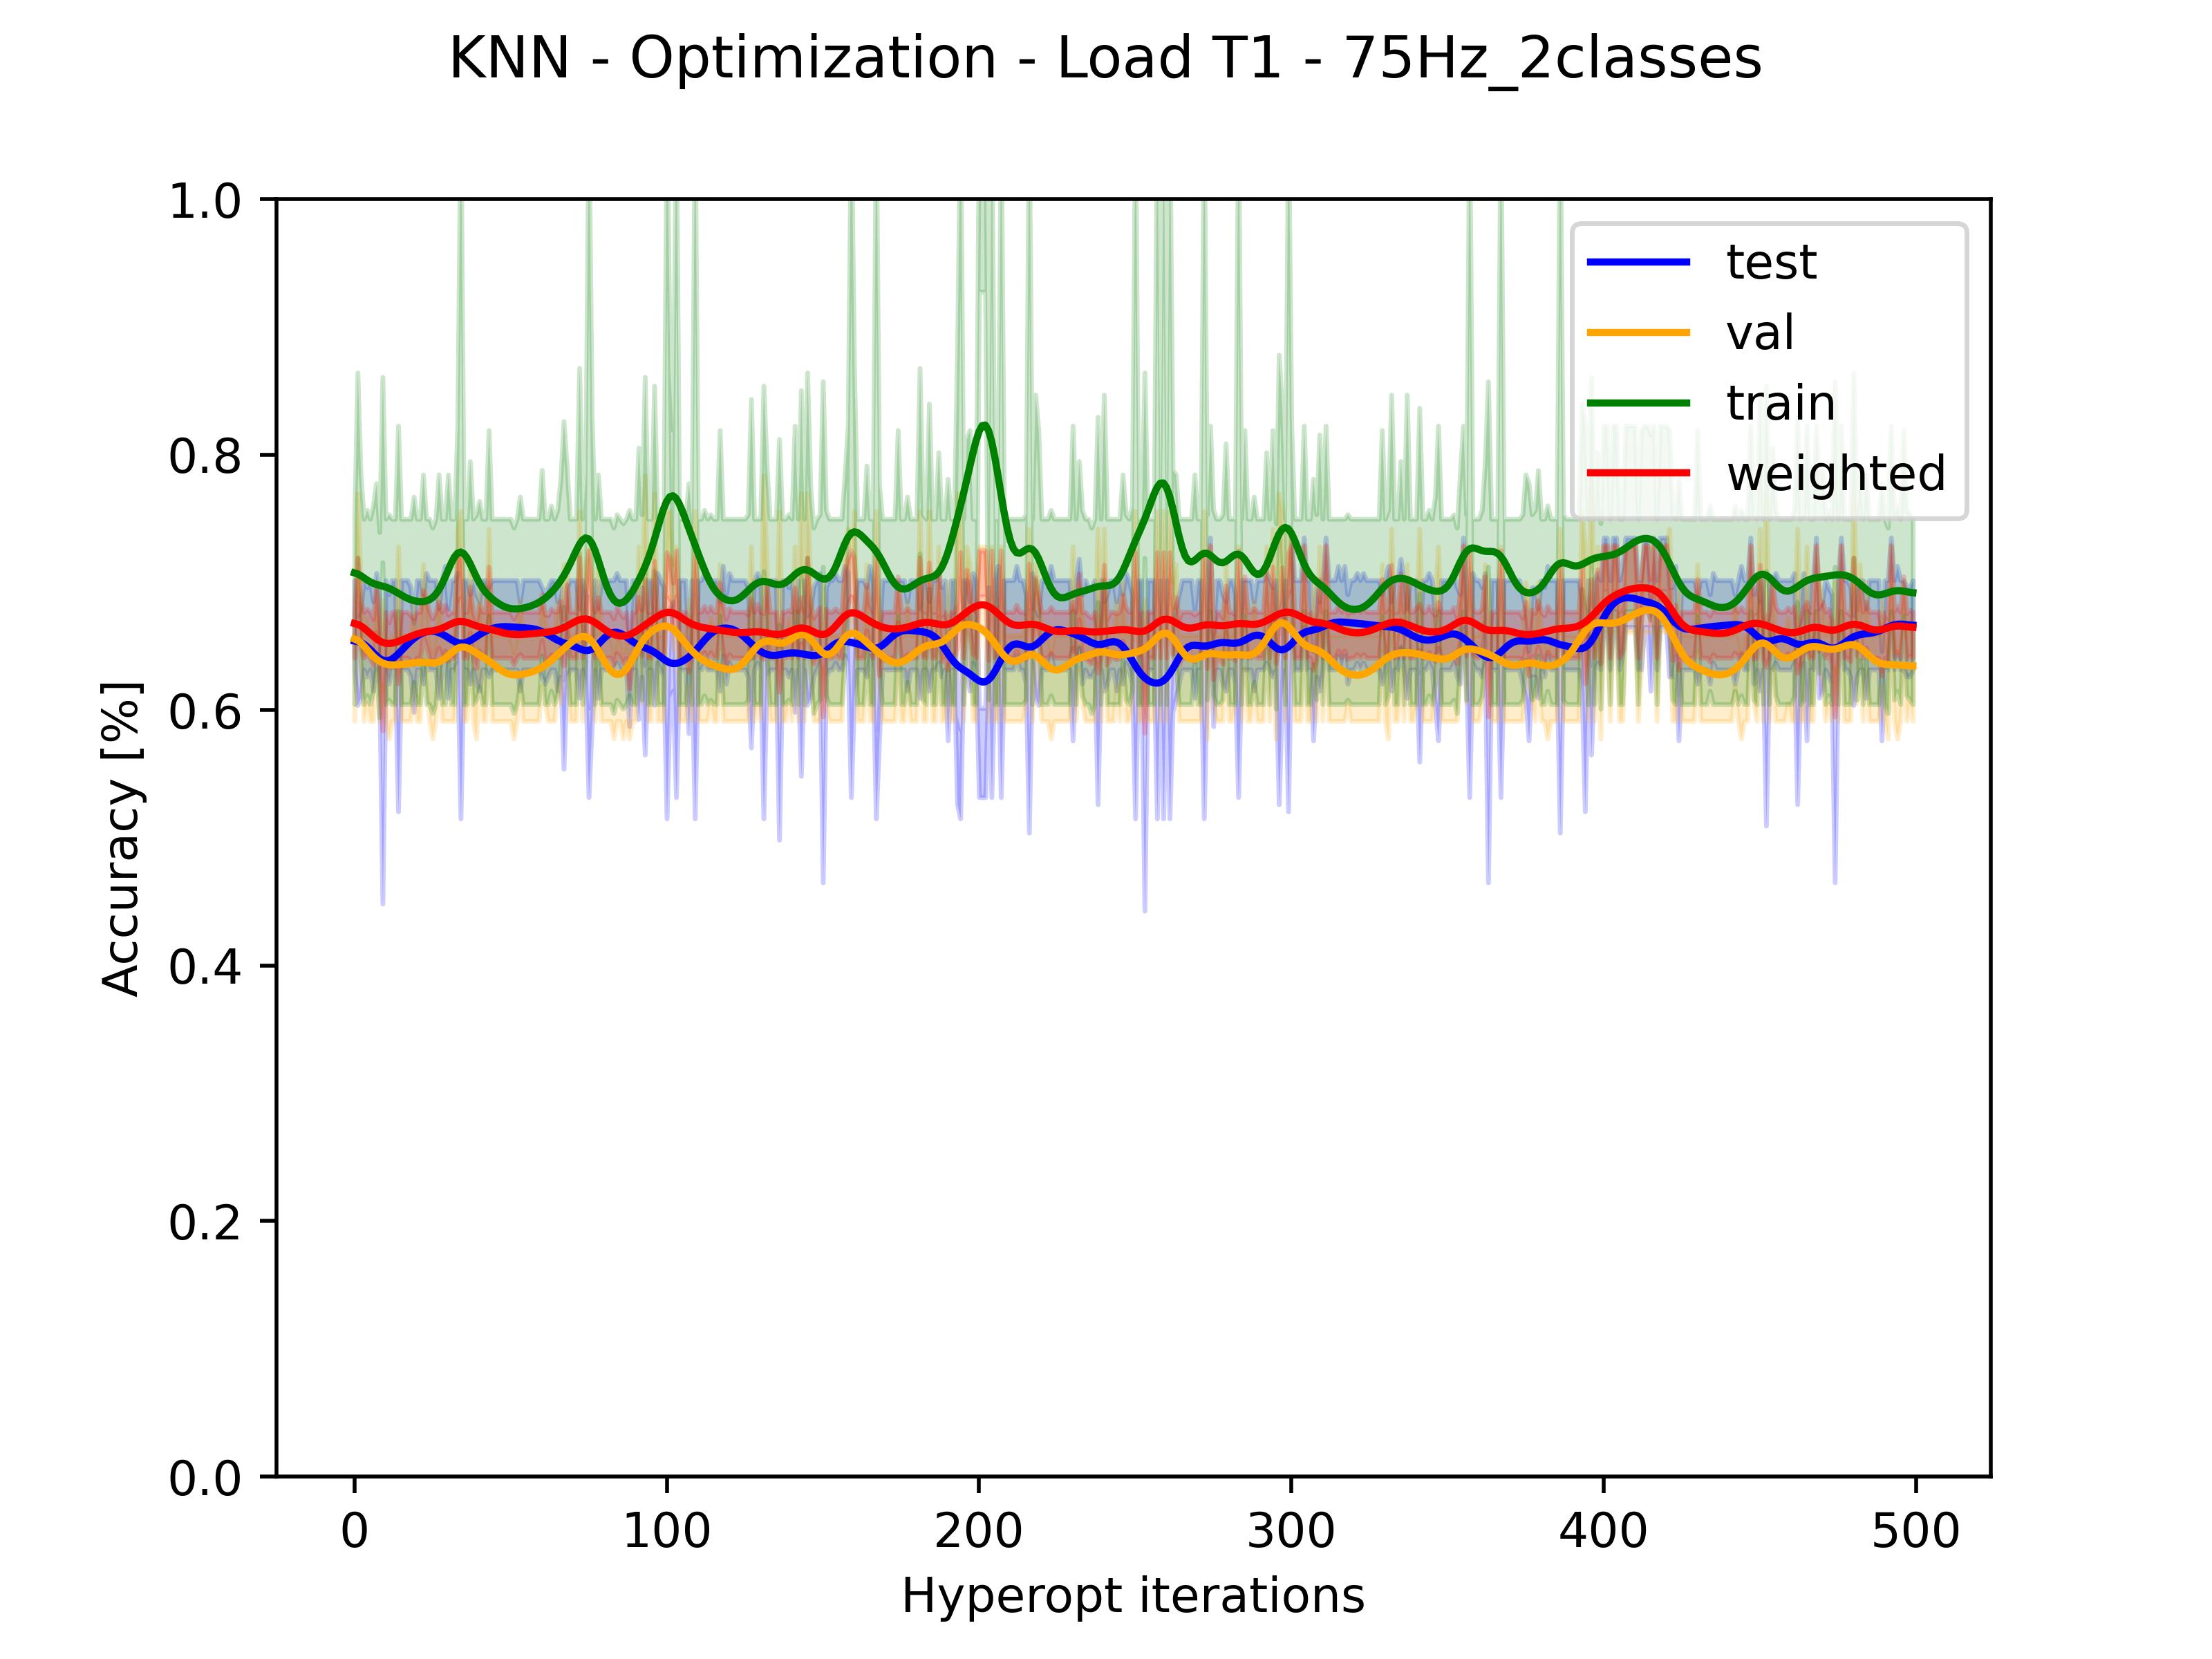 KNN - Optimization - Load T1 - 75Hz_2classes
1.0
0.8
0.6
0.4
0.2
0.0
Accuracy [%]
test
val
train
weighted
0 100 200 300 400 500
Hyperopt iterations